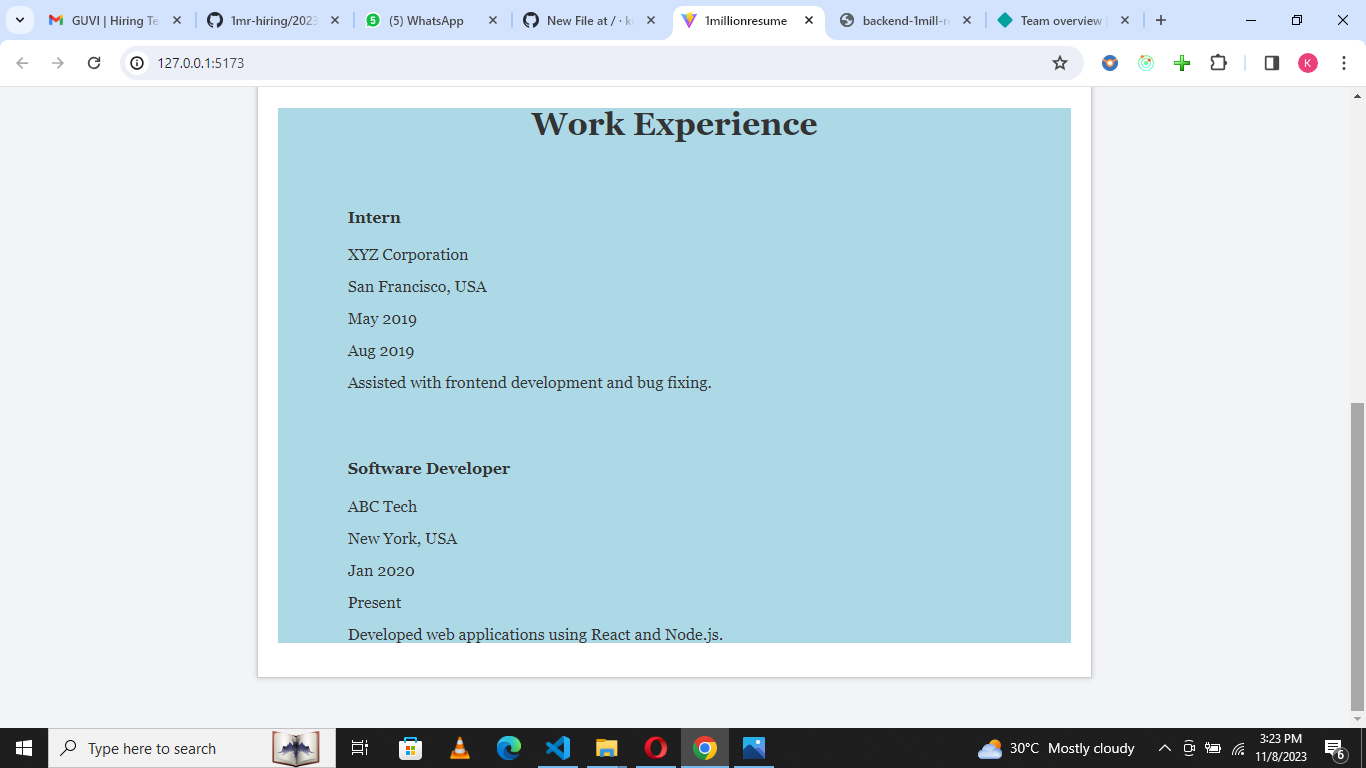 GUVI | Hiring Te
1mr-hiring/2023
(5) WhatsApp
New File at / · k
1millionresume
backend-1mill-r
Team overview |
127.0.0.1:5173
K
Work Experience
Intern
XYZ Corporation
San Francisco, USA
May 2019
Aug 2019
Assisted with frontend development and bug fixing.
Software Developer
ABC Tech
New York, USA
Jan 2020
Present
Developed web applications using React and Node.js.
Type here to search
30°C Mostly cloudy
3:23 PM
11/8/2023
6